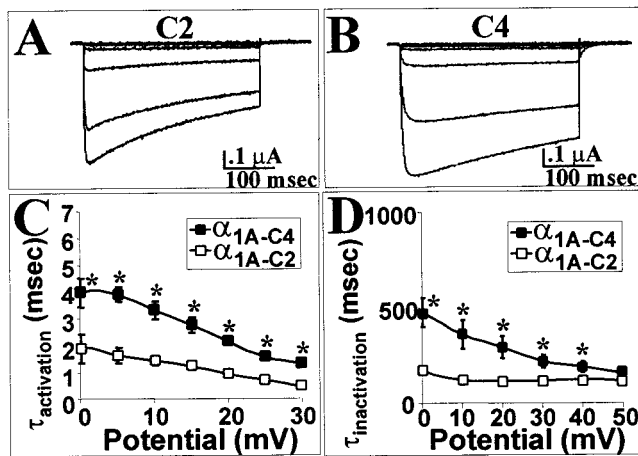 A C2
.1 μA
100 msec
B C4
.1 μA
100 msec
C
7
6
5
4
3
2
1
0
τactivation (msec)
α1A-C4
α1A-C2
* * * * * * *
0 5 10 15 20 25 30
Potential (mV)
D
1000
500
0
τinactivation (msec)
α1A-C4
α1A-C2
* * * * *
0 10 20 30 40 50
Potential (mV)